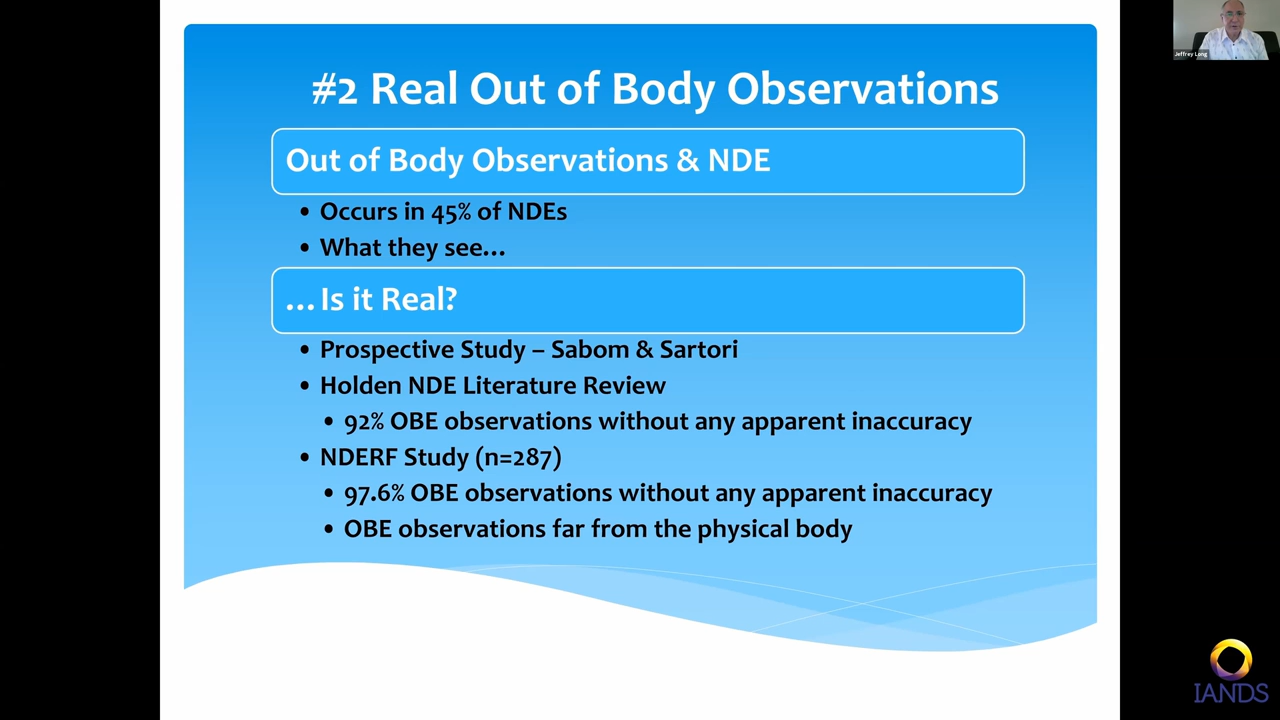 Jeffrey Long
#2 Real Out of Body Observations
Out of Body Observations & NDE
• Occurs in 45% of NDEs
• What they see...
...Is it Real?
• Prospective Study – Sabom & Sartori
• Holden NDE Literature Review
• 92% OBE observations without any apparent inaccuracy
• NDERF Study (n=287)
• 97.6% OBE observations without any apparent inaccuracy
• OBE observations far from the physical body
IANDS